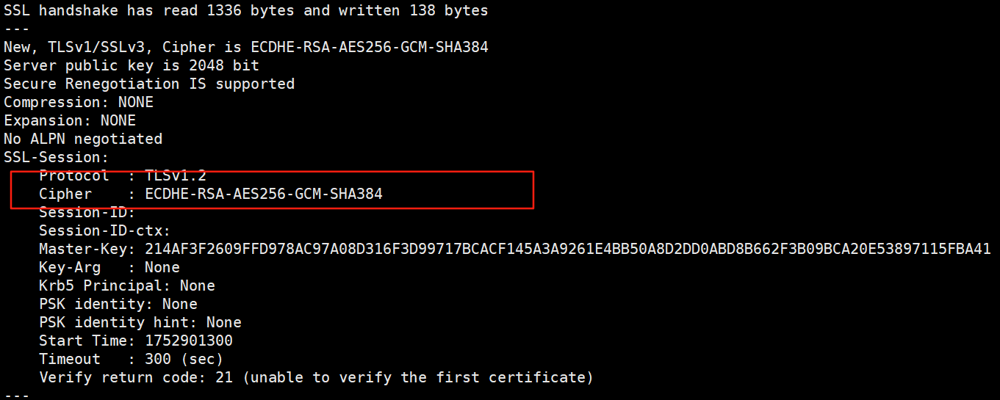 SSL handshake has read 1336 bytes and written 138 bytes
---
New, TLSv1/SSLv3, Cipher is ECDHE-RSA-AES256-GCM-SHA384
Server public key is 2048 bit
Secure Renegotiation IS supported
Compression: NONE
Expansion: NONE
No ALPN negotiated
SSL-Session:
    Protocol  : TLSv1.2
    Cipher    : ECDHE-RSA-AES256-GCM-SHA384
    Session-ID:
    Session-ID-ctx:
    Master-Key: 214AF3F2609FFD978AC97A08D316F3D99717BCACF145A3A9261E4BB50A8D2DD0ABD8B662F3B09BCA20E53897115FBA41
    Key-Arg   : None
    Krb5 Principal: None
    PSK identity: None
    PSK identity hint: None
    Start Time: 1752901300
    Timeout   : 300 (sec)
    Verify return code: 21 (unable to verify the first certificate)
---